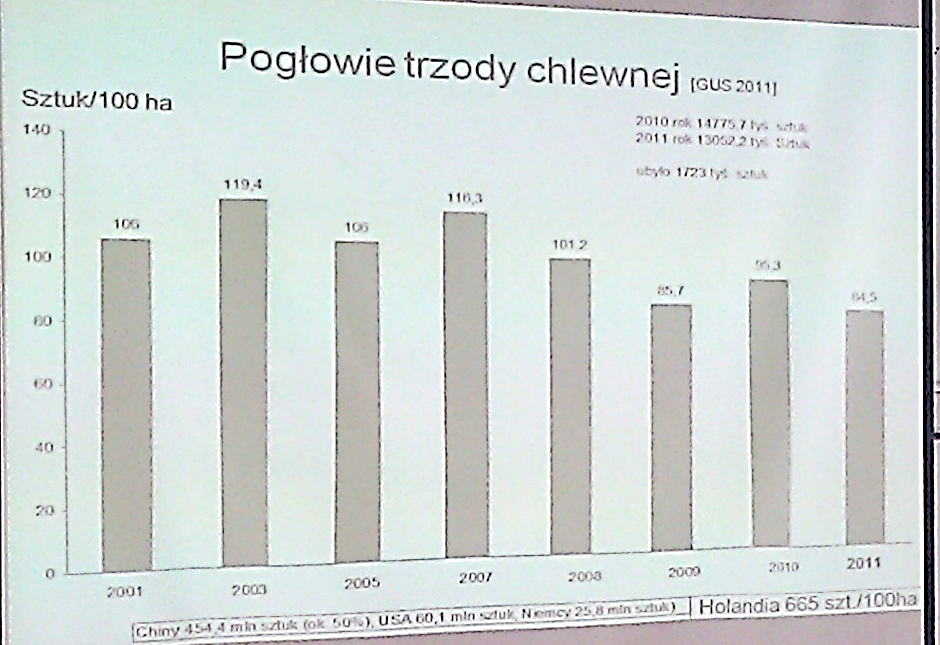 Pogłowie trzody chlewnej [GUS 2011]
Sztuk/100 ha
2010 rok 14775,7 tyś. sztuk
2011 rok 13052,2 tyś. Sztuk
ubyło 1723 tyś. sztuk
140
120
100
80
60
40
20
0
106
119,4
106
116,3
101,2
85,7
95,3
84,5
2001 2003 2005 2007 2008 2009 2010 2011
Chiny 454,4 mln sztuk (ok. 50%), USA 60,1 mln sztuk, Niemcy 25,8 mln sztuk)
Holandia 665 szt./100ha